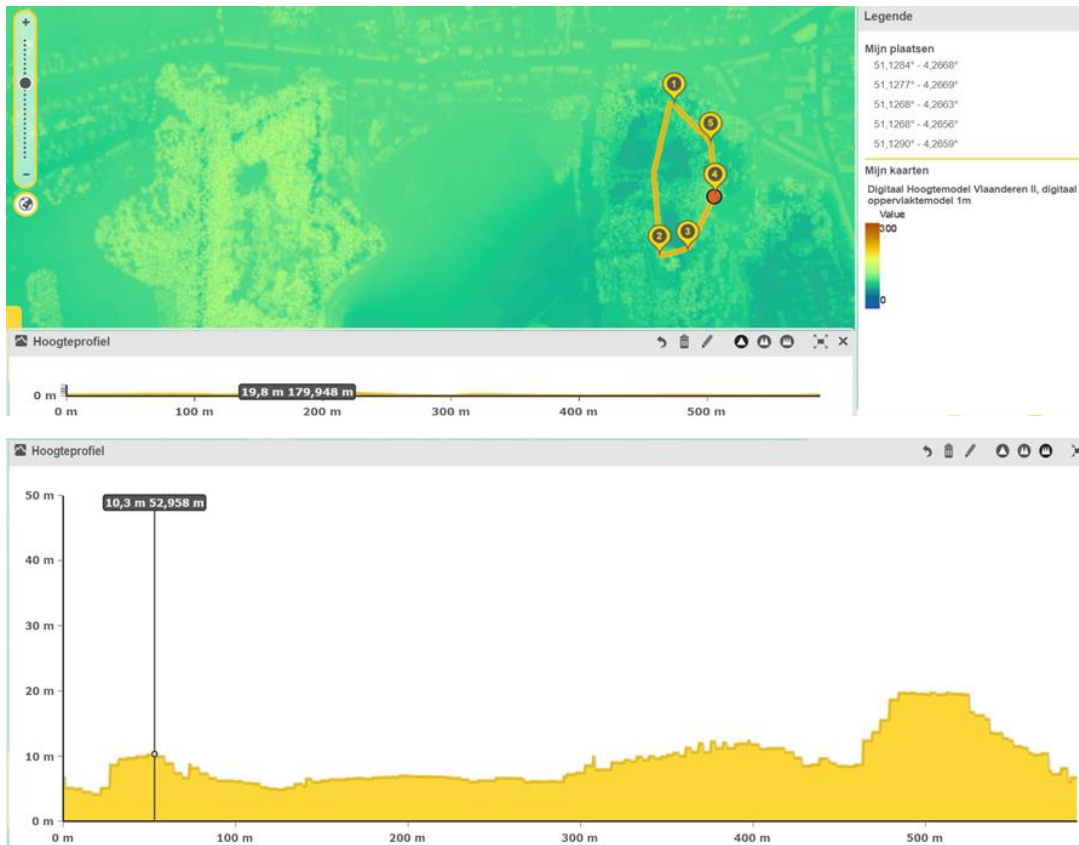 +
Legende
Mijn plaatsen
51,1284° - 4,2668°
51,1277° - 4,2669°
51,1268° - 4,2663°
51,1268° - 4,2656°
51,1290° - 4,2659°
1
5
4
2
3
Mijn kaarten
Digitaal Hoogtemodel Vlaanderen II, digitaal
oppervlaktemodel 1m
Value
300
0
Hoogteprofiel
0 m
19,8 m 179,948 m
0 m 100 m 200 m 300 m 400 m 500 m
Hoogteprofiel
50 m
10,3 m 52,958 m
40 m
30 m
20 m
10 m
0 m
0 m 100 m 200 m 300 m 400 m 500 m